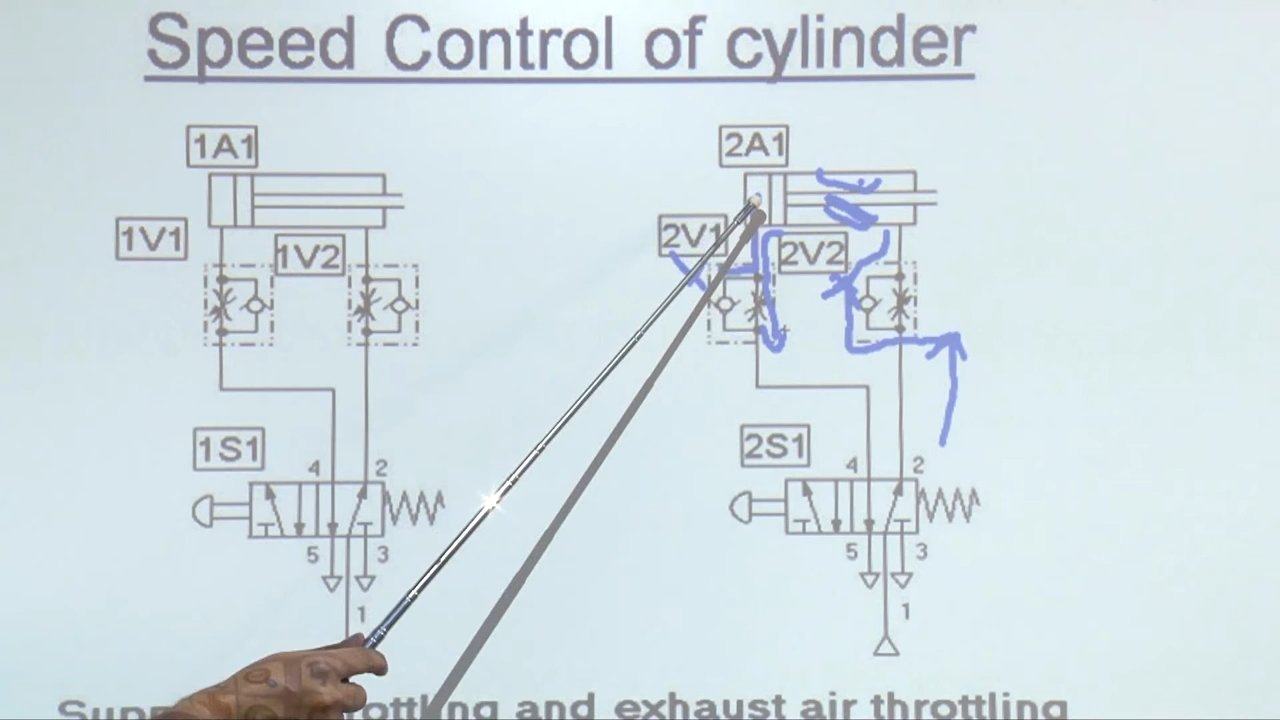 Speed Control of cylinder
1A1
2A1
1V1
1V2
2V1
2V2
1S1
4
2
2S1
4
2
5
3
1
5
3
1
and exhaust air throttling